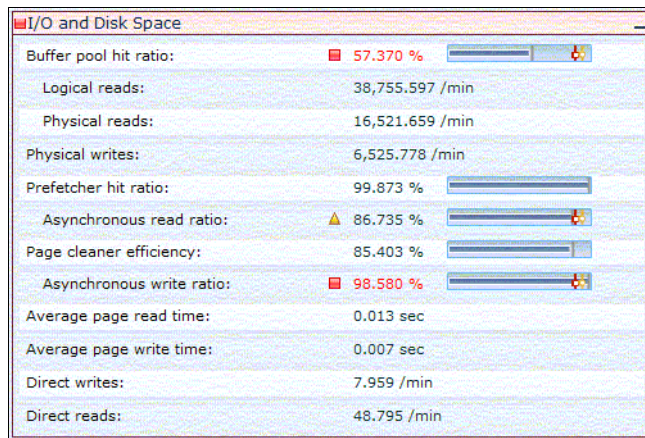 I/O and Disk Space
Buffer pool hit ratio: 57.370 %
Logical reads: 38,755.597 /min
Physical reads: 16,521.659 /min
Physical writes: 6,525.778 /min
Prefetcher hit ratio: 99.873 %
Asynchronous read ratio: 86.735 %
Page cleaner efficiency: 85.403 %
Asynchronous write ratio: 98.580 %
Average page read time: 0.013 sec
Average page write time: 0.007 sec
Direct writes: 7.959 /min
Direct reads: 48.795 /min